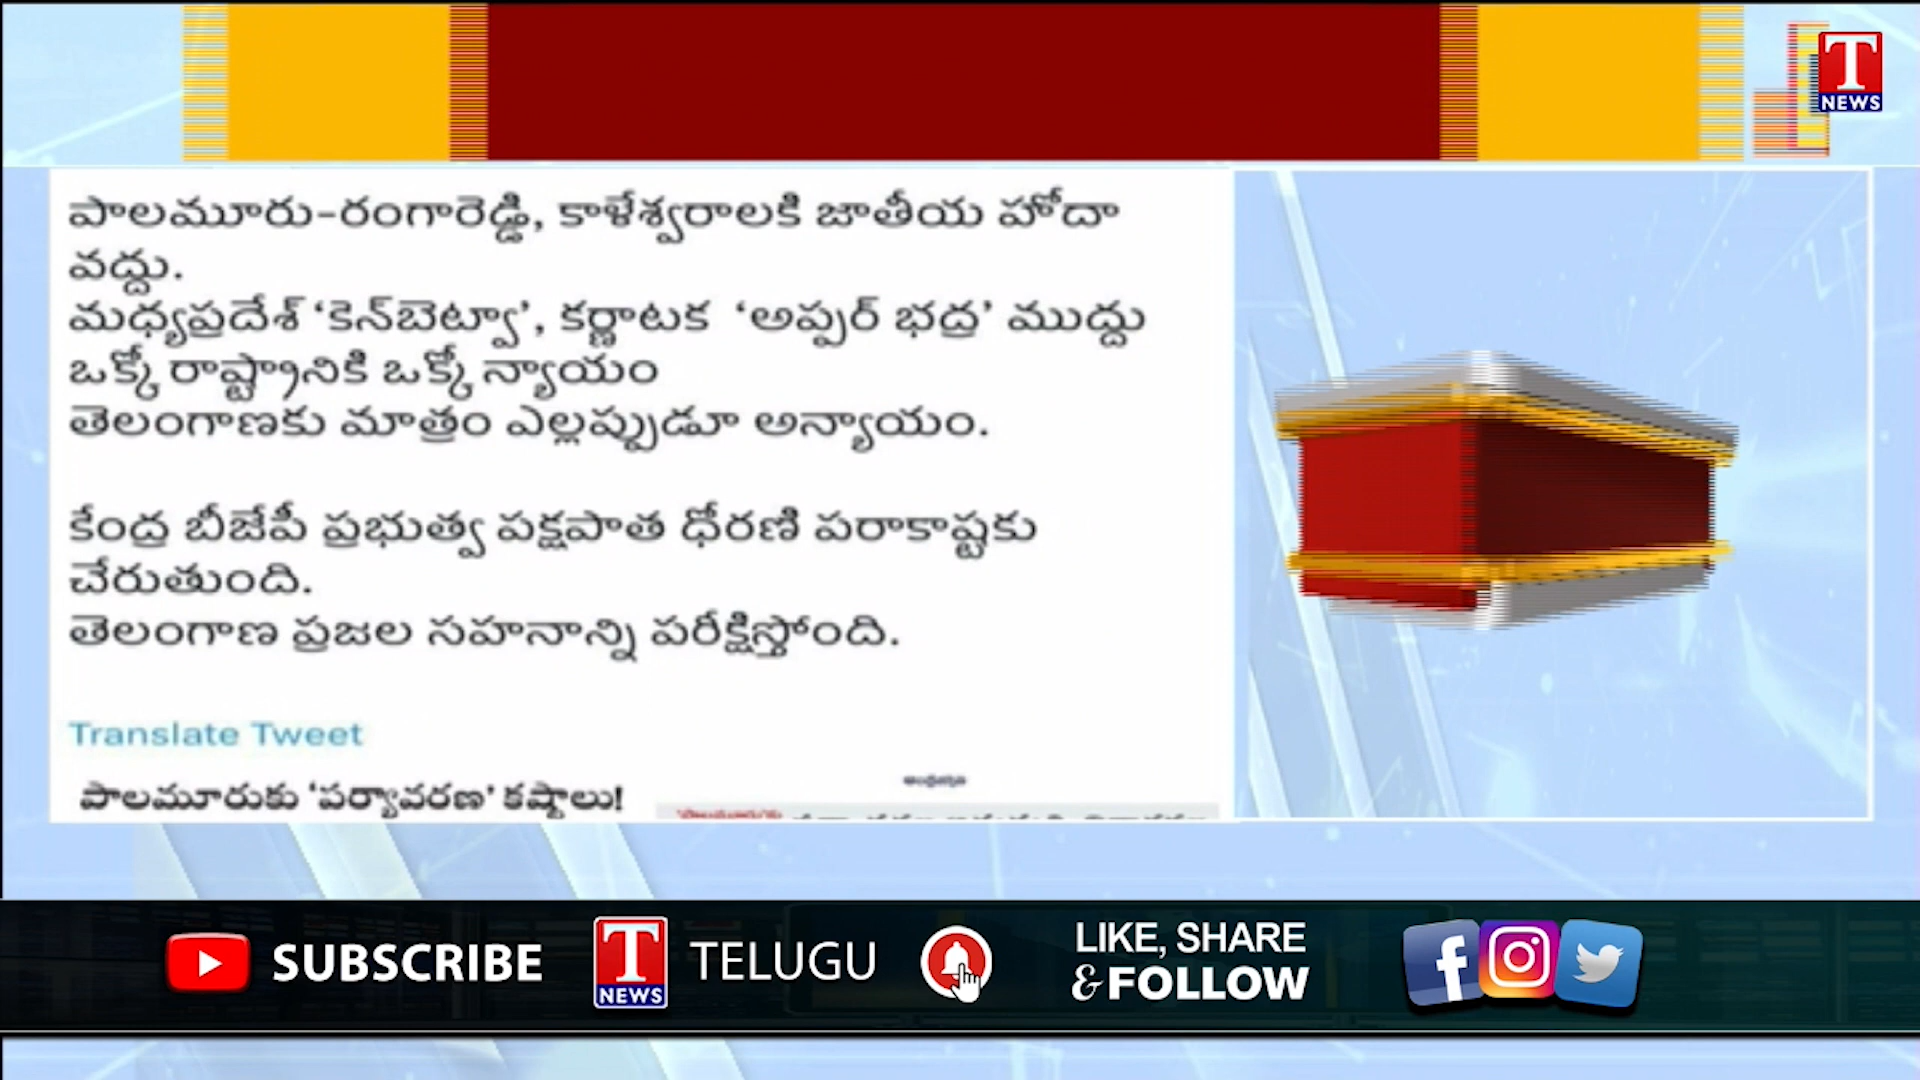 T
NEWS
పాలమూరు-రంగారెడ్డి, కాళేశ్వరాలకి జాతీయ హోదా
వద్దు.
మధ్యప్రదేశ్ ‘కెన్‌బెట్వా’, కర్ణాటక ‘అప్పర్ భద్ర’ ముద్దు
ఒక్కో రాష్ట్రానికి ఒక్కో న్యాయం
తెలంగాణకు మాత్రం ఎల్లప్పుడూ అన్యాయం.
కేంద్ర బీజేపీ ప్రభుత్వ పక్షపాత ధోరణి పరాకాష్టకు
చేరుతుంది.
తెలంగాణ ప్రజల సహనాన్ని పరీక్షిస్తోంది.
Translate Tweet
పాలమూరుకు ‘పర్యావరణ’ కష్టాలు!
SUBSCRIBE
T
NEWS
TELUGU
LIKE, SHARE
& FOLLOW